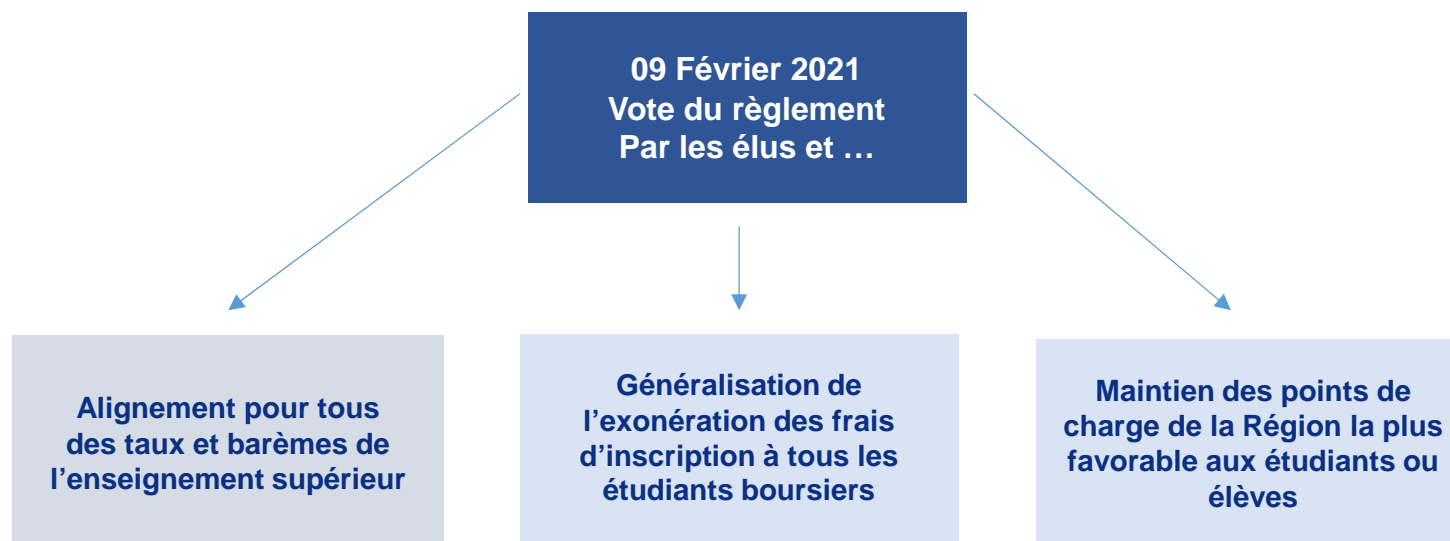 09 Février 2021
Vote du règlement
Par les élus et …
Alignement pour tous
des taux et barèmes de
l’enseignement supérieur
Généralisation de
l’exonération des frais
d’inscription à tous les
étudiants boursiers
Maintien des points de
charge de la Région la plus
favorable aux étudiants ou
élèves